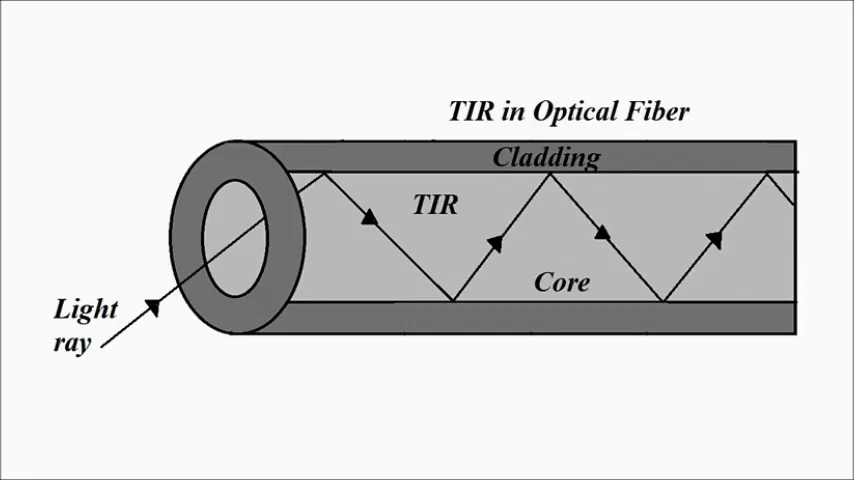 TIR in Optical Fiber
Cladding
TIR
Core
Light
ray